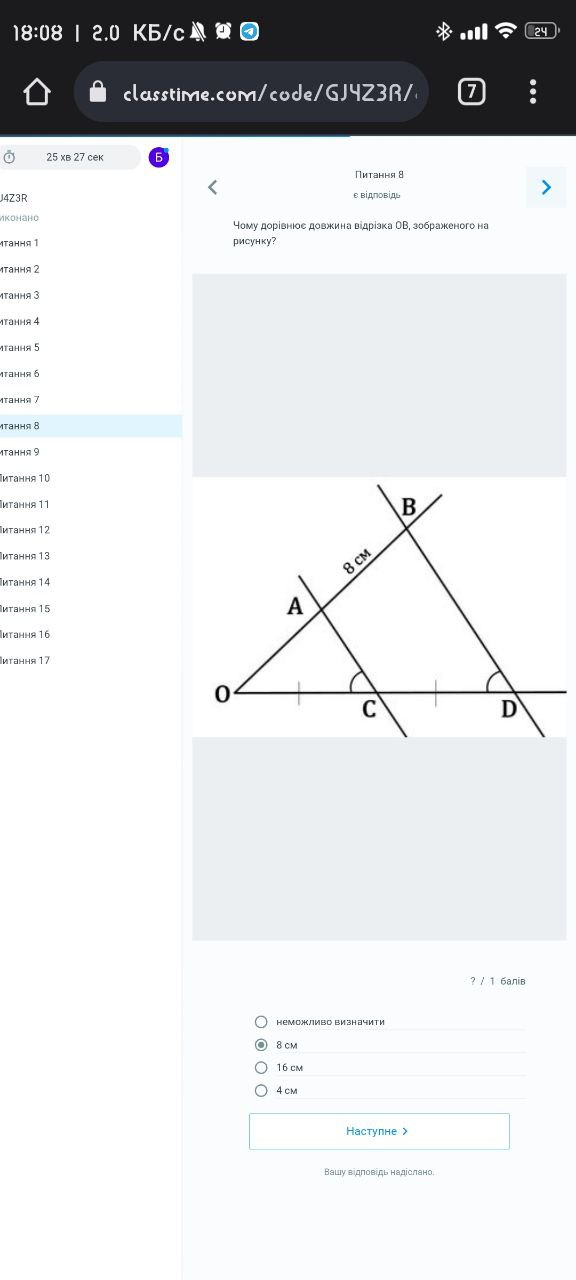 18:08 | 2.0 КБ/с
24
classtime.com/code/GJ4Z3R/
7
25 хв 27 сек
Б
J4Z3R
иконано
итання 1
итання 2
итання 3
итання 4
итання 5
итання 6
итання 7
итання 8
итання 9
Питання 10
Питання 11
Питання 12
Питання 13
Питання 14
Питання 15
Питання 16
Питання 17
Питання 8
є відповідь
Чому дорівнює довжина відрізка OB, зображеного на
рисунку?
B
8 см
A
O
C
D
? / 1 балів
неможливо визначити
8 см
16 см
4 см
Наступне
Вашу відповідь надіслано.